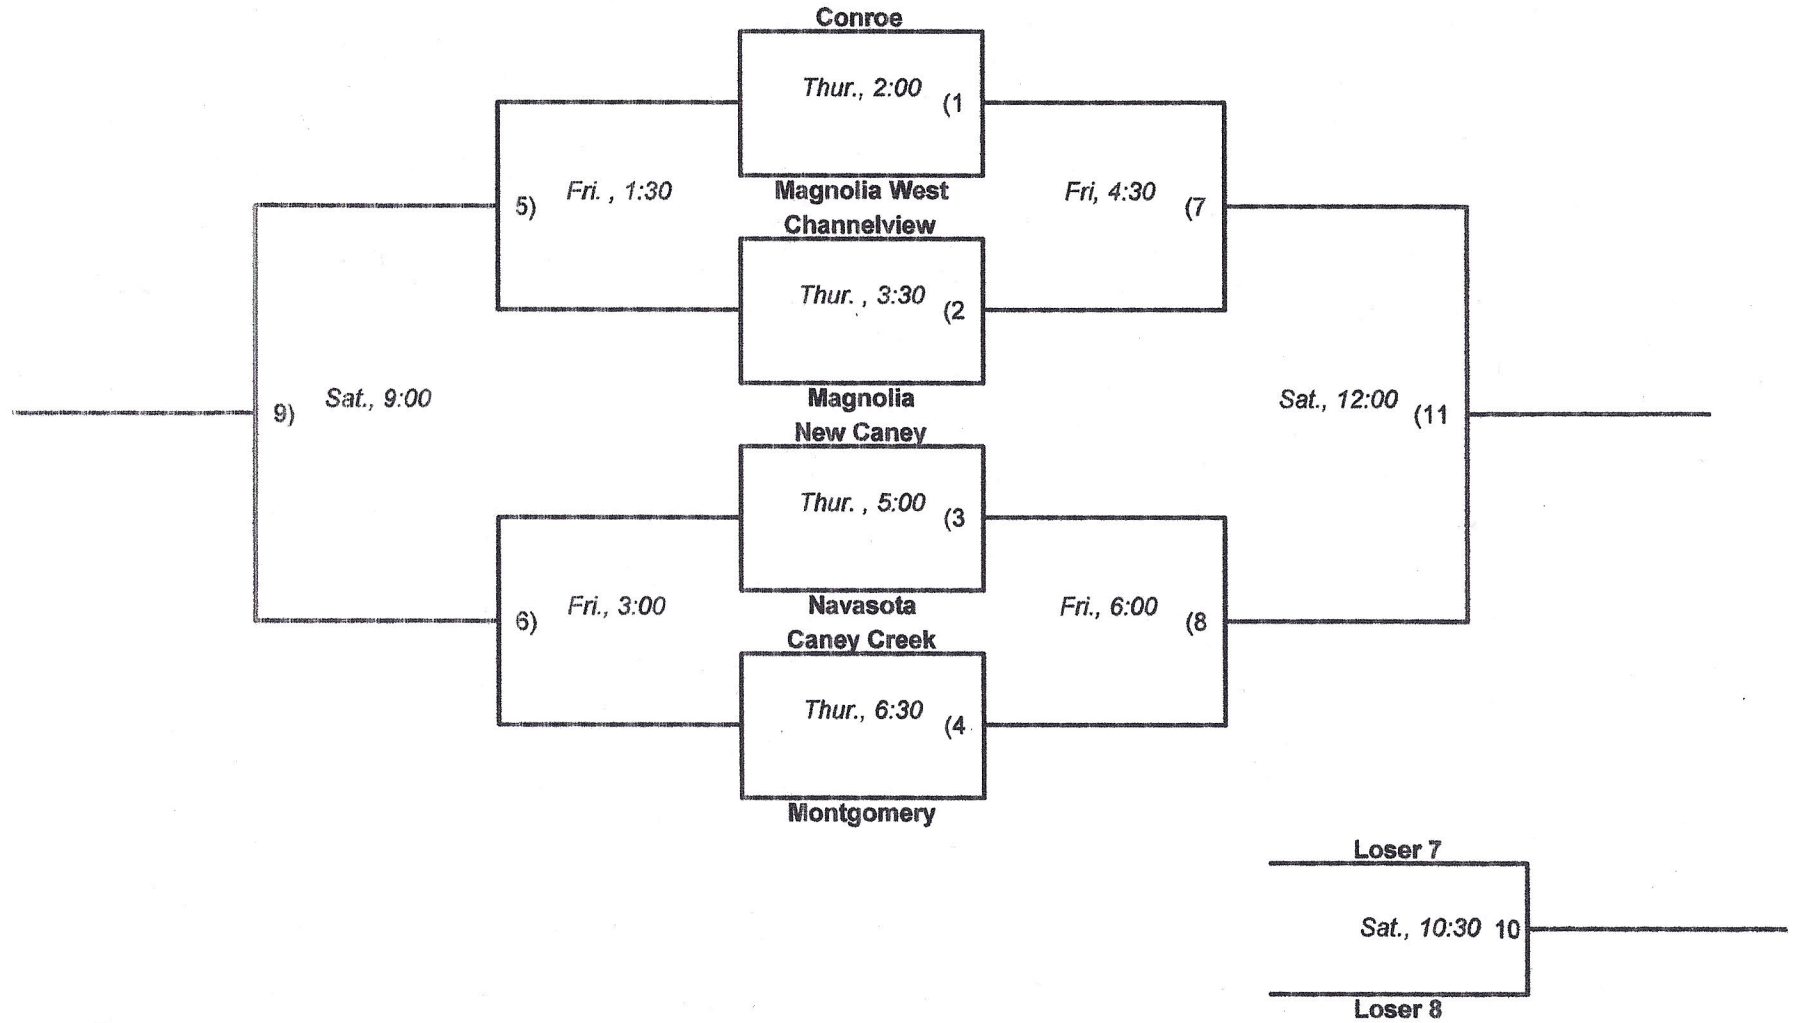 Conroe
Thur., 2:00 (1
Magnolia West
5) Fri. , 1:30
Fri, 4:30 (7
Channelview
Thur. , 3:30 (2
Magnolia
9) Sat., 9:00
Sat., 12:00 (11
New Caney
Thur. , 5:00 (3
Navasota
6) Fri., 3:00
Fri., 6:00 (8
Caney Creek
Thur., 6:30 (4
Montgomery
Loser 7
Sat., 10:30 10
Loser 8